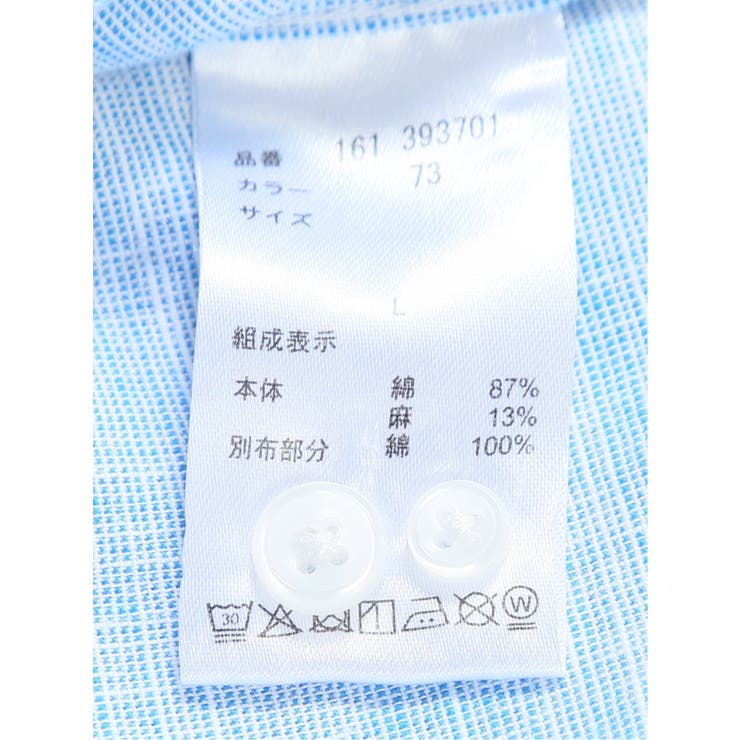 品番 161 393701
カラー 73
サイズ
L
組成表示
本体 綿 87%
麻 13%
別布部分 綿 100%
30 W